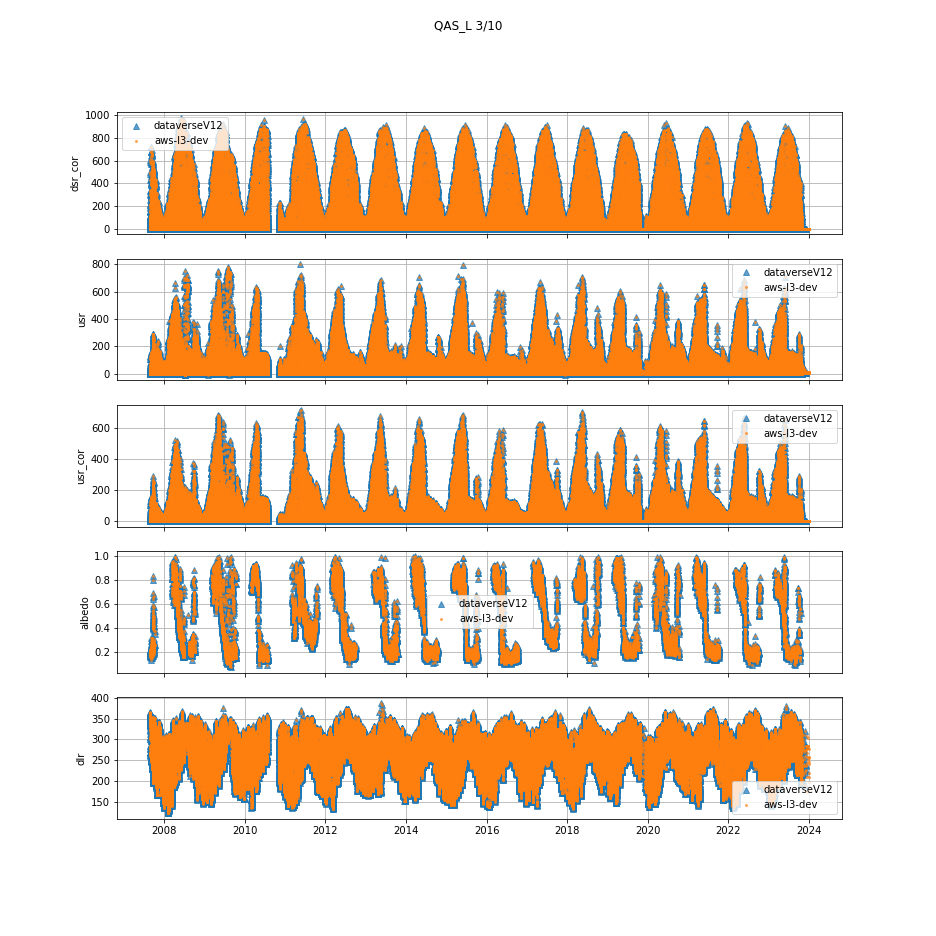 QAS_L 3/10
1000
800
600
400
200
0
dsr_cor
dataverseV12
aws-l3-dev
800
600
400
200
0
usr
dataverseV12
aws-l3-dev
600
400
200
0
usr_cor
dataverseV12
aws-l3-dev
1.0
0.8
0.6
0.4
0.2
albedo
dataverseV12
aws-l3-dev
400
350
300
250
200
150
dlr
dataverseV12
aws-l3-dev
2008 2010 2012 2014 2016 2018 2020 2022 2024